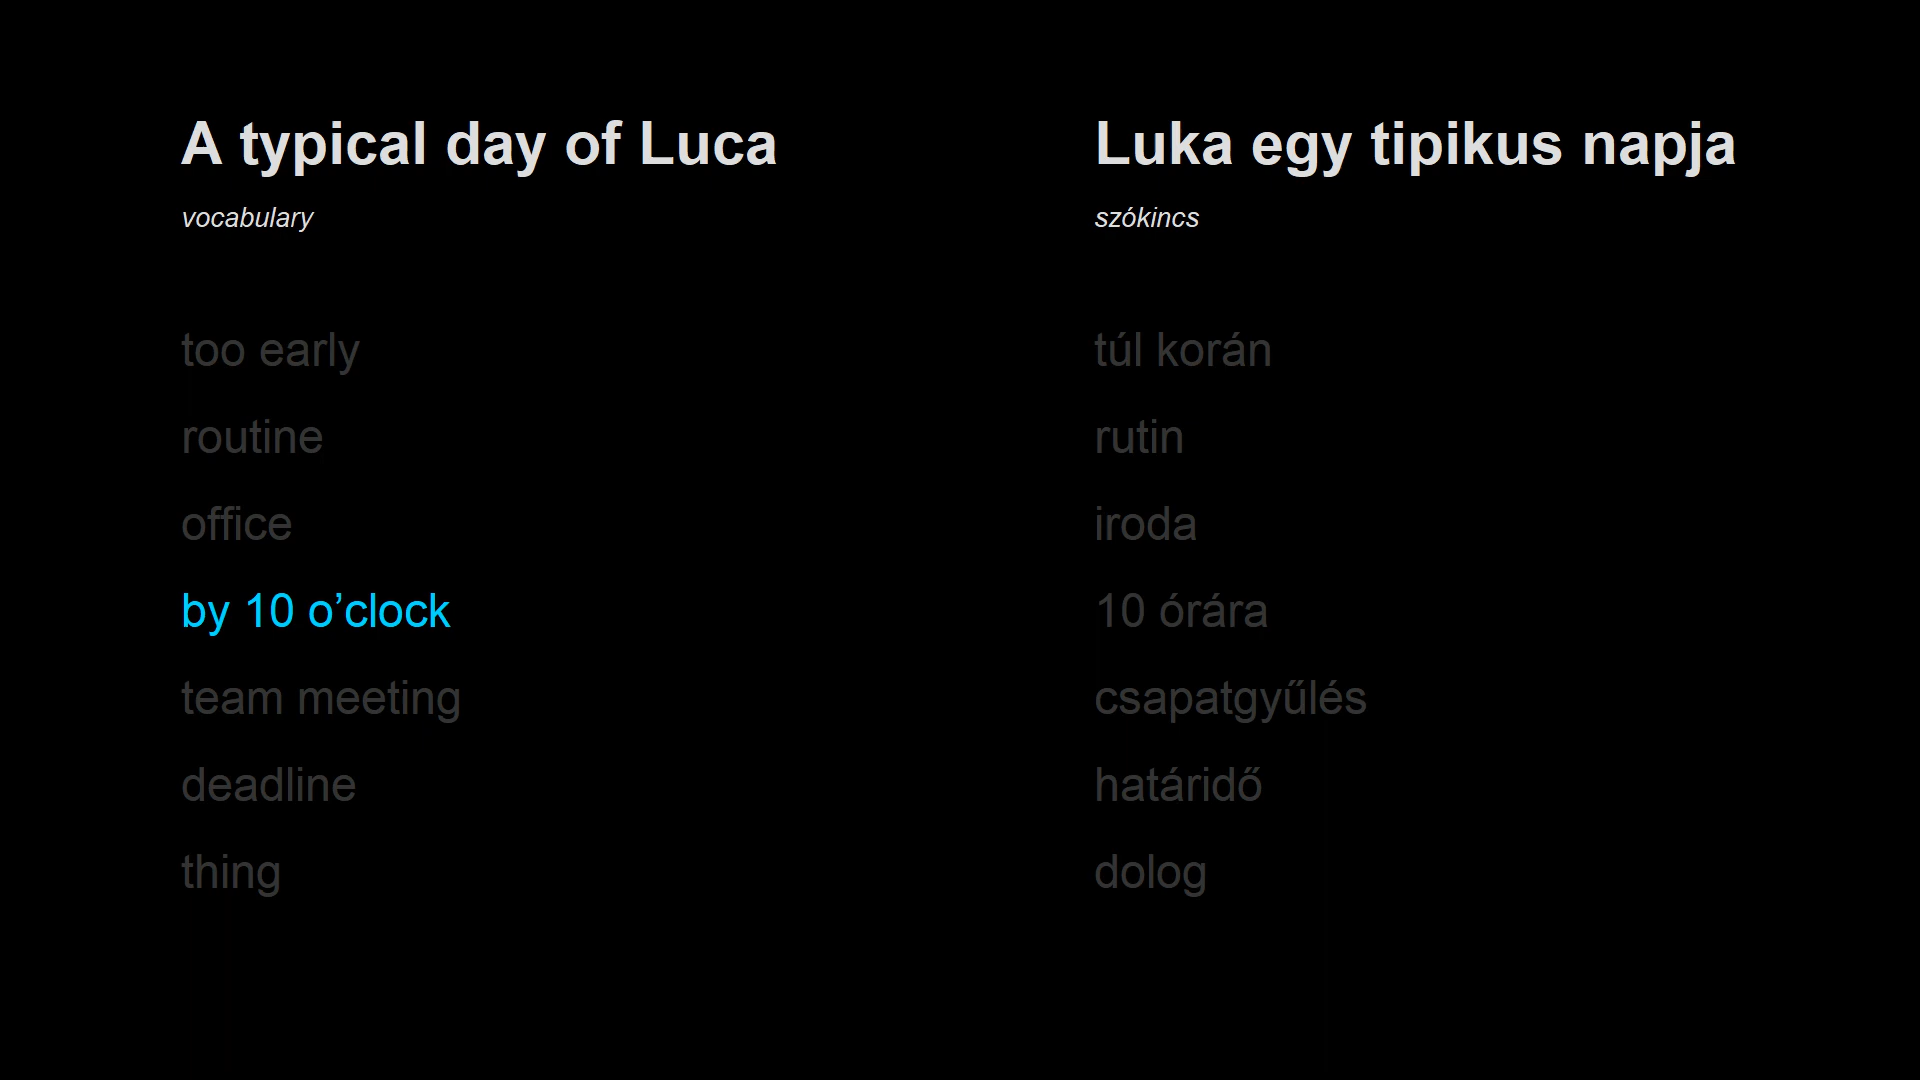 A typical day of Luca
vocabulary
too early
routine
office
by 10 o’clock
team meeting
deadline
thing
Luka egy tipikus napja
szókincs
túl korán
rutin
iroda
10 órára
csapatgyűlés
határidő
dolog